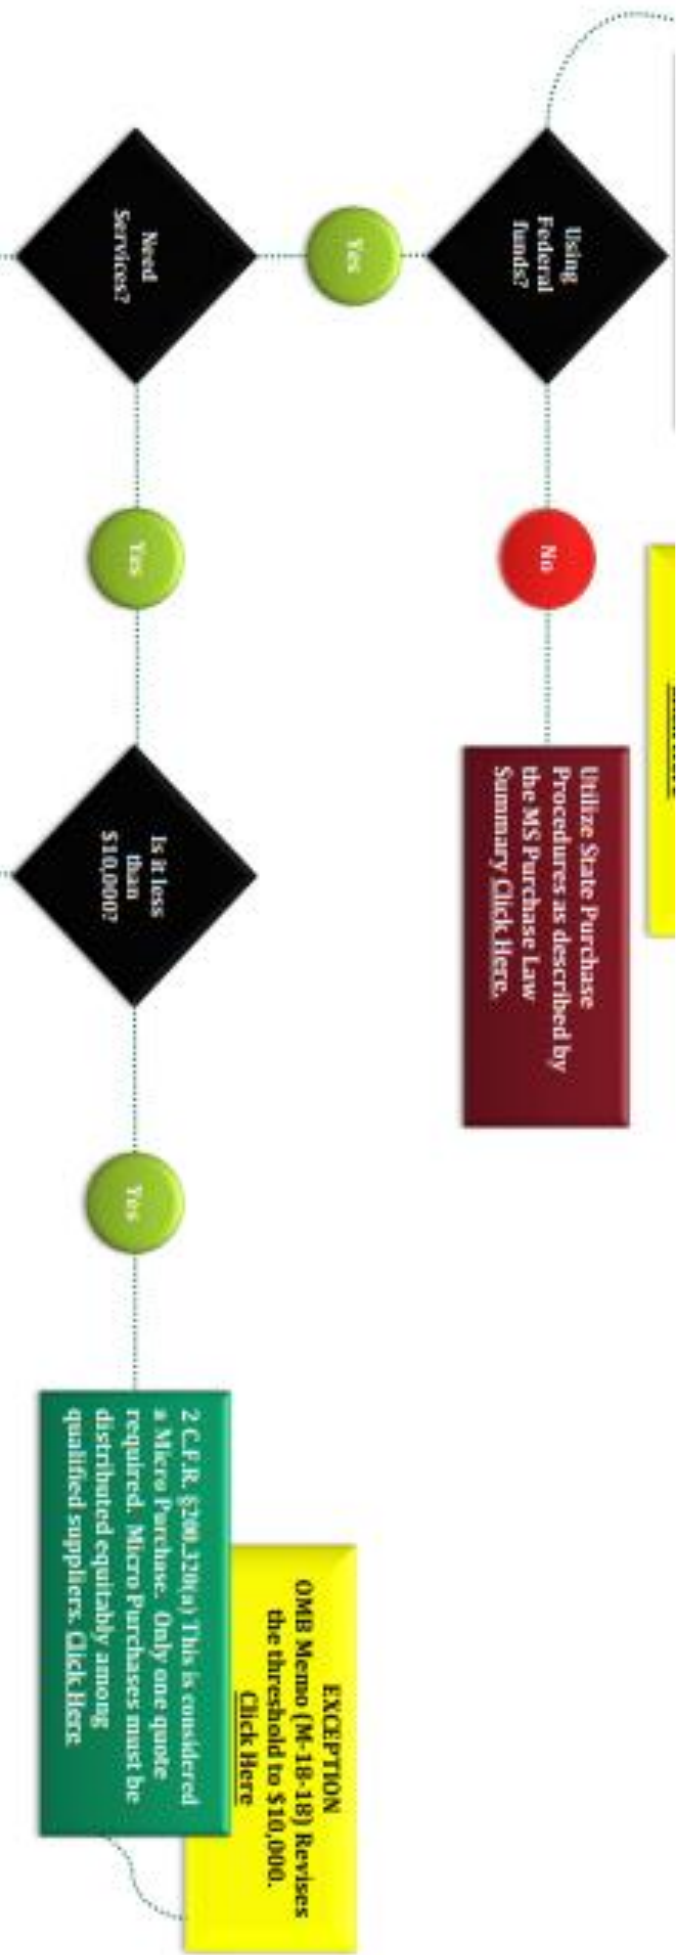 Using
Federal
funds?
No
Utilize State Purchase
Procedures as described by
the MS Purchase Law
Summary Click Here.
Yes
Need
Services?
Yes
Is it less
than
$10,000?
Yes
EXCEPTION
OMB Memo (M-18-18) Revises
the threshold to $10,000.
Click Here
2 C.F.R. §200.320(a) This is considered
a Micro Purchase. Only one quote
required. Micro Purchases must be
distributed equitably among
qualified suppliers. Click Here